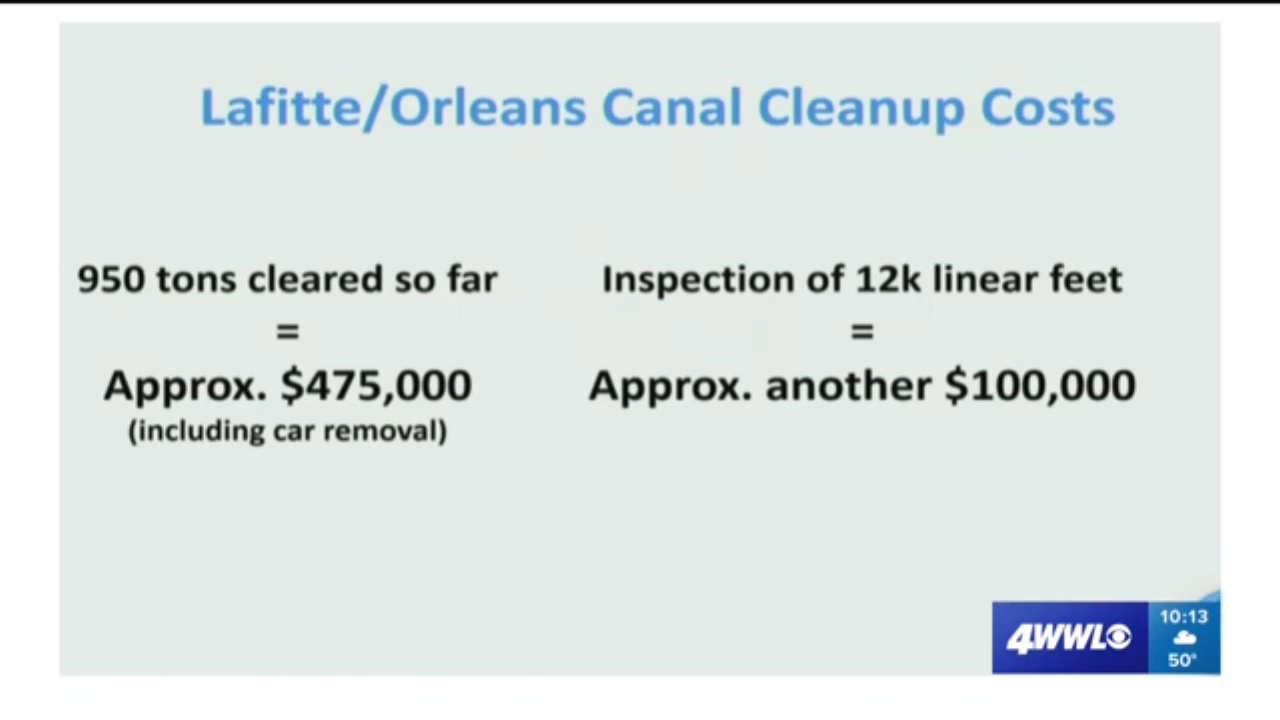 Lafitte/Orleans Canal Cleanup Costs
950 tons cleared so far
=
Approx. $475,000
(including car removal)
Inspection of 12k linear feet
=
Approx. another $100,000
4WWL
10:13
50°